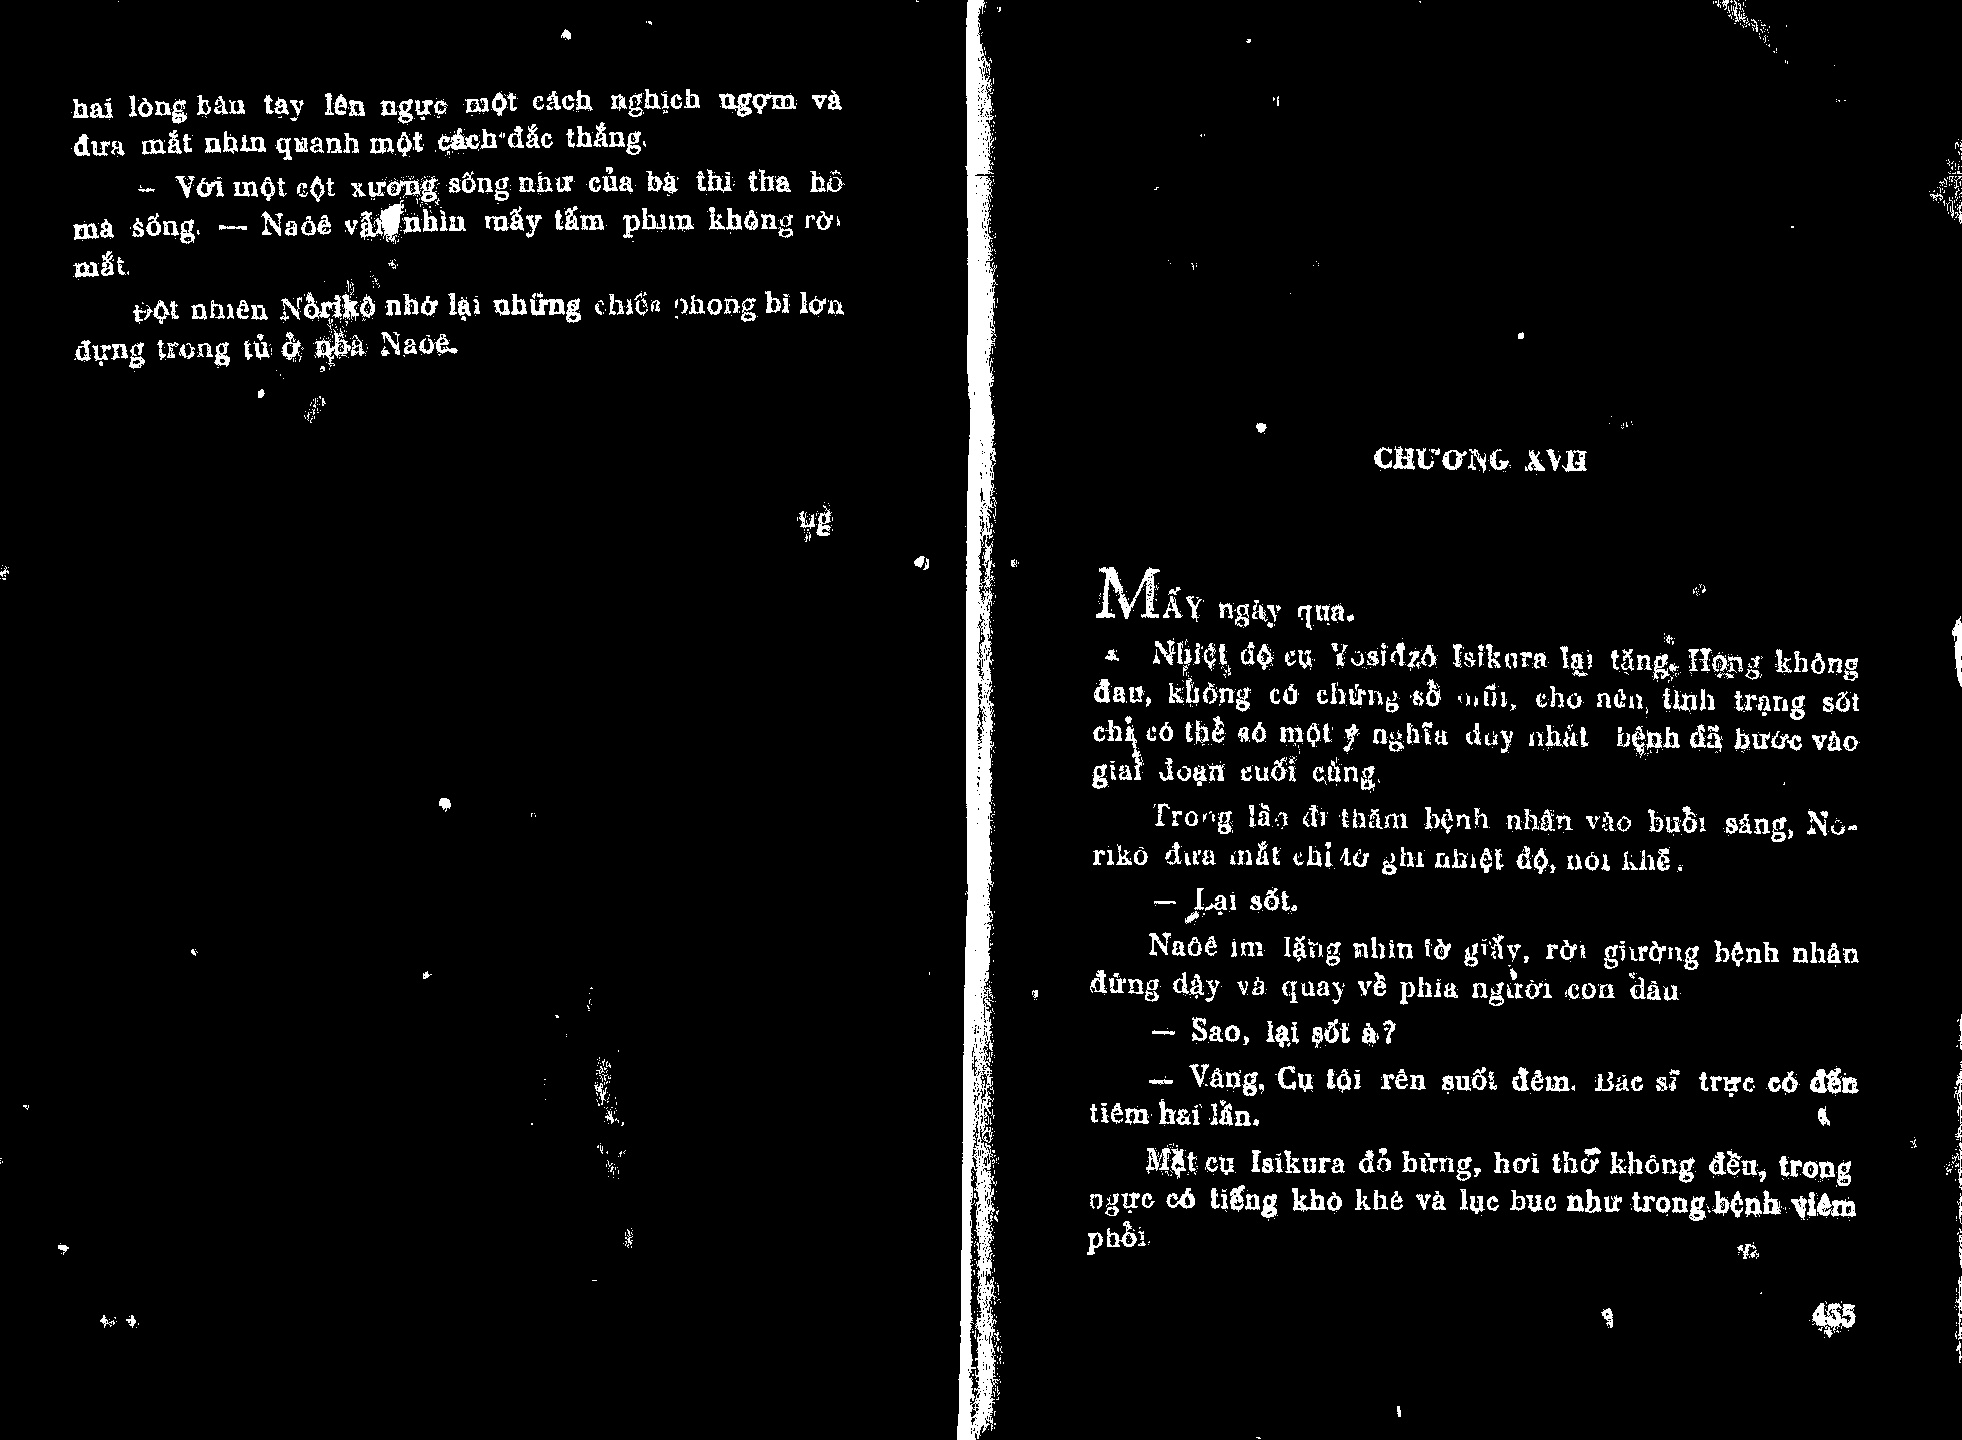 hai lòng bàn tay lên ngực một cách nghịch ngợm và
đưa mắt nhìn quanh một cách đắc thắng.
— Với một cột xương sống như của bà thì tha hồ
mà sống. — Naôê vẫn nhìn mấy tấm phim không rời
mắt.
Đột nhiên Nôrikô nhớ lại những chiếc phong bì lớn
đựng trong tủ ở nhà Naôê.
CHƯƠNG XVII
MẤY ngày qua.
Nhiệt độ cụ Yosiđzô Isikura lại tăng. Họng không
đau, không có chứng sổ mũi, cho nên tình trạng sốt
chỉ có thể có một ý nghĩa duy nhất bệnh đã bước vào
giai đoạn cuối cùng.
Trong lần đi thăm bệnh nhân vào buổi sáng, Nô-
rikô đưa mắt chỉ tờ ghi nhiệt độ, nói khẽ.
— Lại sốt.
Naôê im lặng nhìn tờ giấy, rời giường bệnh nhân
đứng dậy và quay về phía người con dâu
— Sao, lại sốt à?
— Vâng, Cụ tôi rên suốt đêm. Bác sĩ trực có đến
tiêm hai lần.
Mặt cụ Isikura đỏ bừng, hơi thở không đều, trong
ngực có tiếng khò khè và lục bục như trong bệnh viêm
phổi.
455